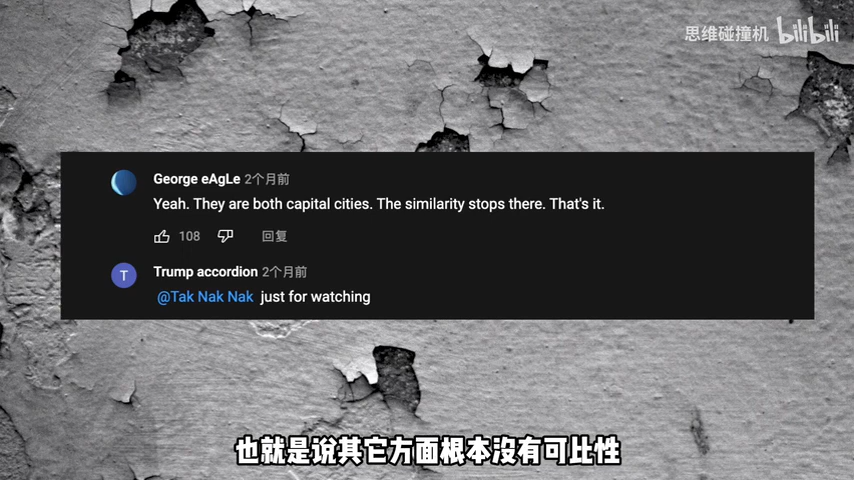 思维碰撞机 bilibili
George eAgLe 2个月前
Yeah. They are both capital cities. The similarity stops there. That's it.
108 回复
T
Trump accordion 2个月前
@Tak Nak Nak just for watching
也就是说其它方面根本没有可比性